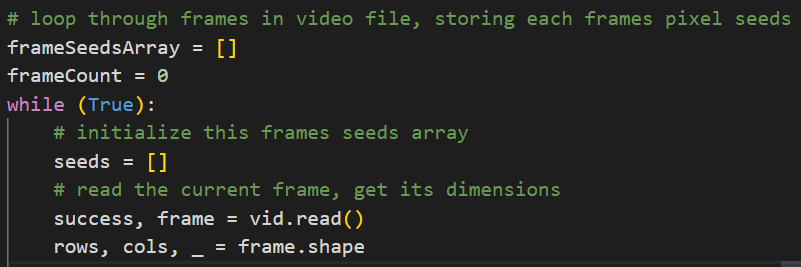 # loop through frames in video file, storing each frames pixel seeds
frameSeedsArray = []
frameCount = 0
while (True):
    # initialize this frames seeds array
    seeds = []
    # read the current frame, get its dimensions
    success, frame = vid.read()
    rows, cols, _ = frame.shape